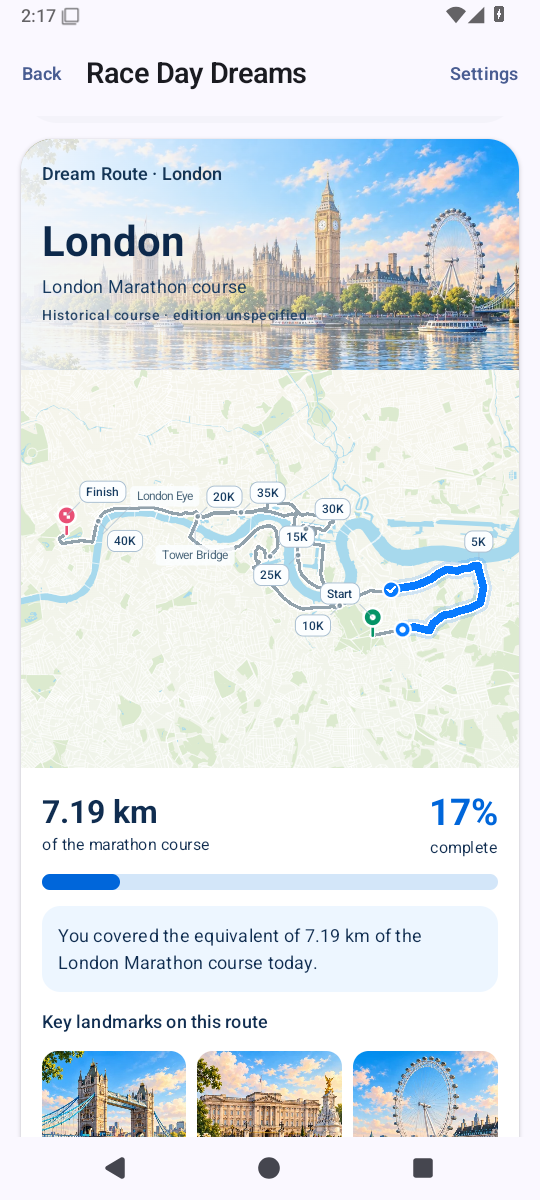 2:17
Back
Race Day Dreams
Settings
Dream Route · London
London
London Marathon course
Historical course · edition unspecified
Finish
London Eye
20K
35K
30K
40K
Tower Bridge
15K
5K
25K
Start
10K
7.19 km
17%
of the marathon course
complete
You covered the equivalent of 7.19 km of the
London Marathon course today.
Key landmarks on this route